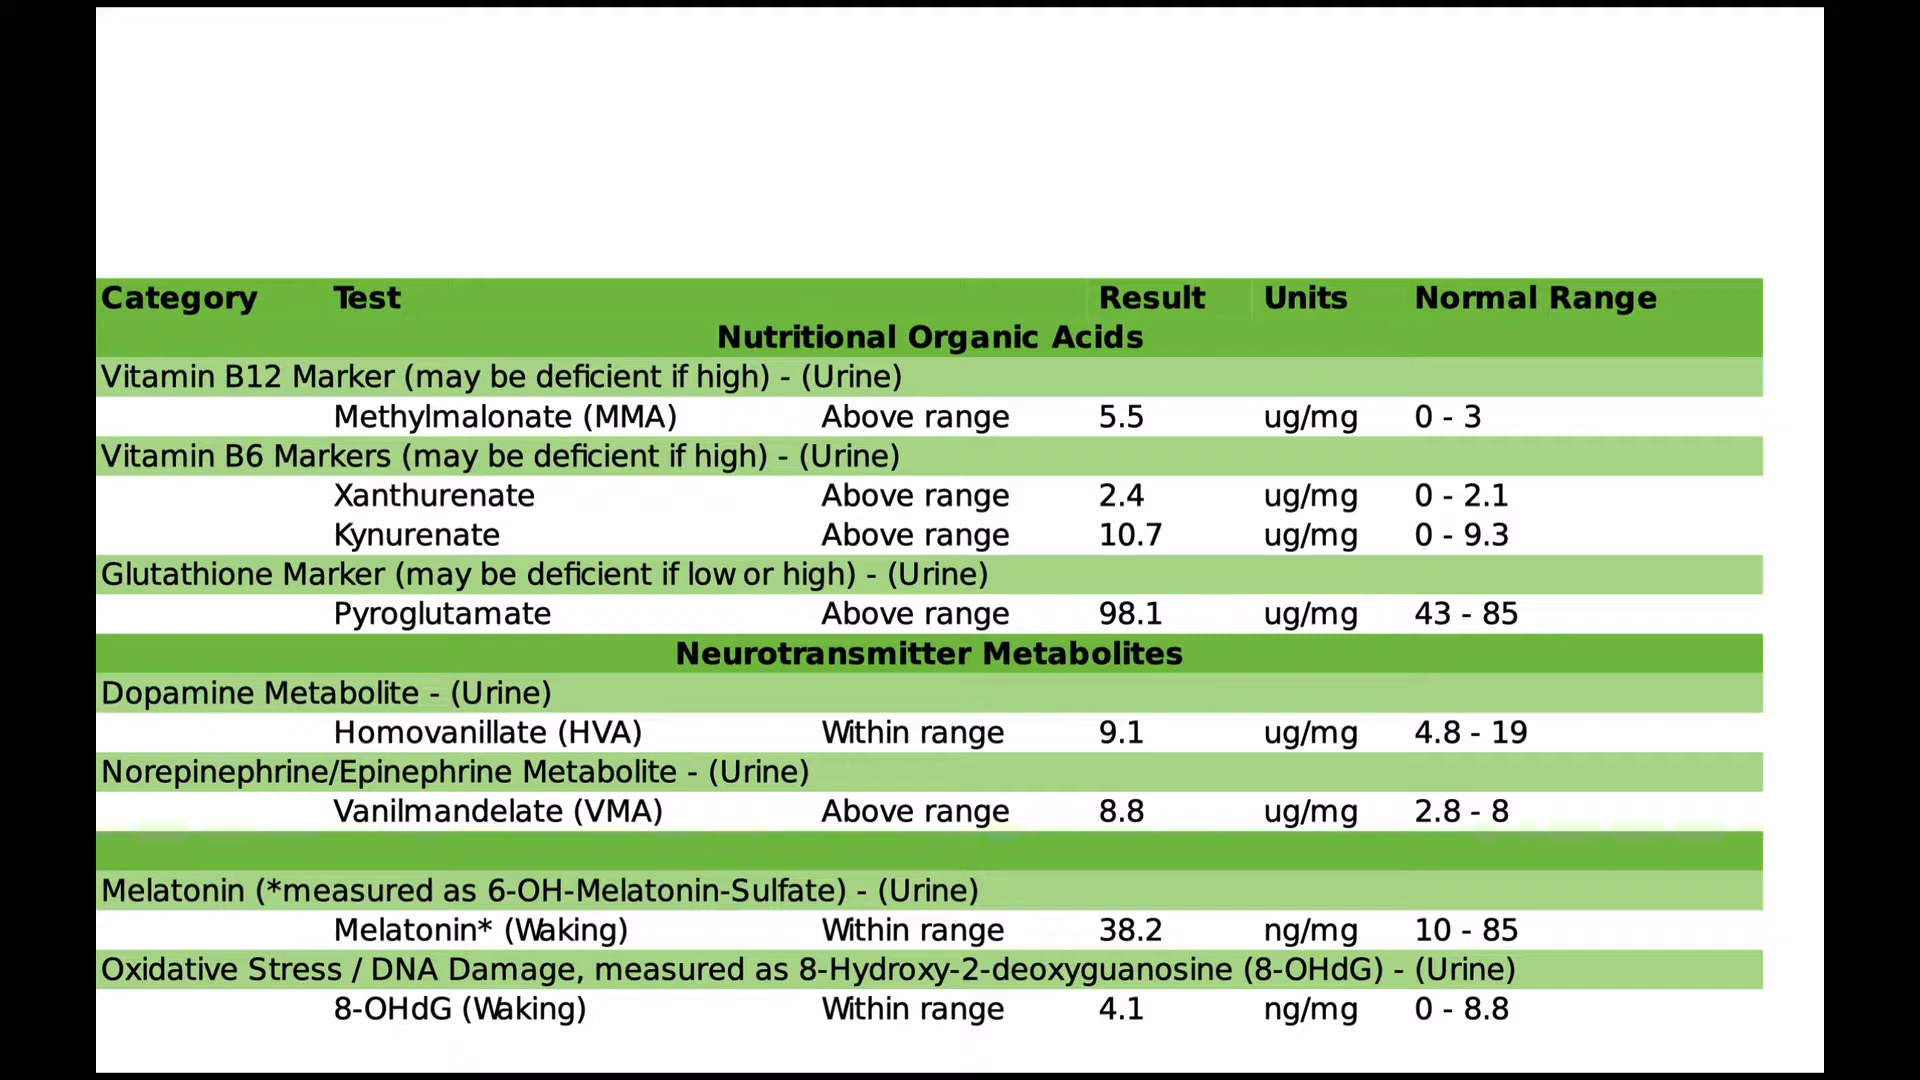 Category Test Result Units Normal Range
Nutritional Organic Acids
Vitamin B12 Marker (may be deficient if high) - (Urine)
Methylmalonate (MMA) Above range 5.5 ug/mg 0 - 3
Vitamin B6 Markers (may be deficient if high) - (Urine)
Xanthurenate Above range 2.4 ug/mg 0 - 2.1
Kynurenate Above range 10.7 ug/mg 0 - 9.3
Glutathione Marker (may be deficient if low or high) - (Urine)
Pyroglutamate Above range 98.1 ug/mg 43 - 85
Neurotransmitter Metabolites
Dopamine Metabolite - (Urine)
Homovanillate (HVA) Within range 9.1 ug/mg 4.8 - 19
Norepinephrine/Epinephrine Metabolite - (Urine)
Vanilmandelate (VMA) Above range 8.8 ug/mg 2.8 - 8
Melatonin (*measured as 6-OH-Melatonin-Sulfate) - (Urine)
Melatonin* (Waking) Within range 38.2 ng/mg 10 - 85
Oxidative Stress / DNA Damage, measured as 8-Hydroxy-2-deoxyguanosine (8-OHdG) - (Urine)
8-OHdG (Waking) Within range 4.1 ng/mg 0 - 8.8